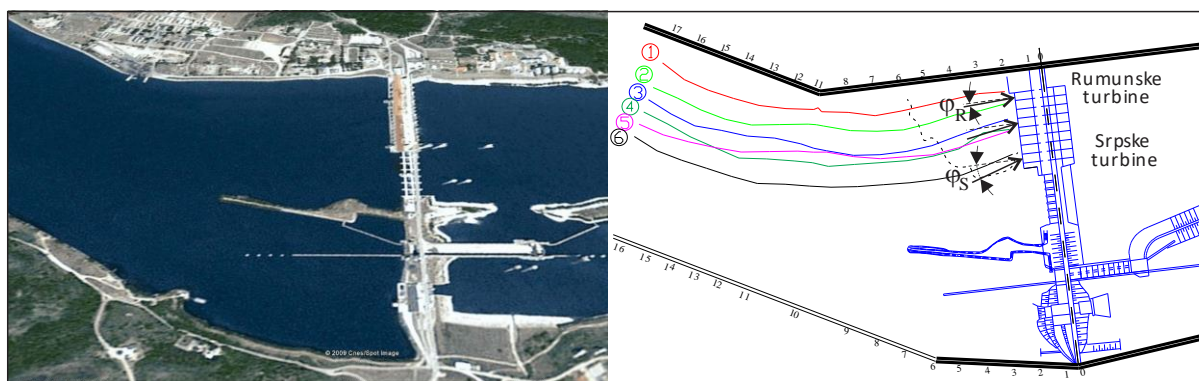 © 2009 Cnes/Spot Image
17 16 15 14 13 12 11 8 7 6 5 4 3 2 1 0
1
2
3
4
5
6
φR
φS
Rumunske
turbine
Srpske
turbine
16 15 14 13 12 11 10 9 8 7 6 5 4 3 2 1 0